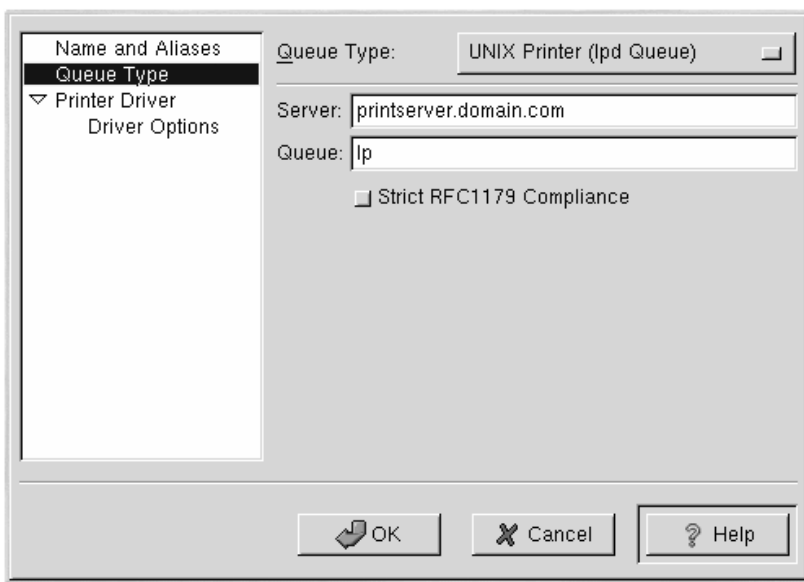 Name and Aliases
Queue Type
Printer Driver
Driver Options
Queue Type: UNIX Printer (lpd Queue)
Server: printserver.domain.com
Queue: lp
Strict RFC1179 Compliance
OK Cancel ? Help